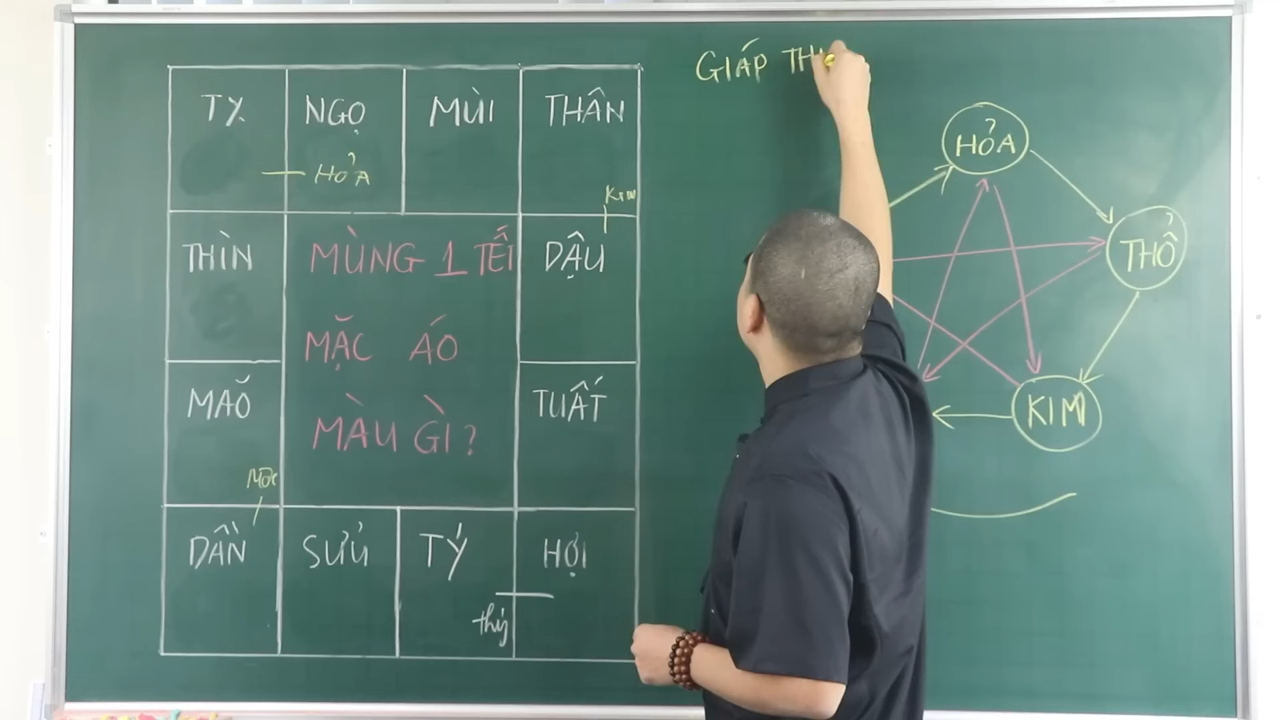 TỴ
NGỌ
MÙI
THÂN
HỎA
KIM
THÌN
DẬU
MÃO
TUẤT
MỘC
DẦN
SỬU
TÝ
HỢI
thủy
MÙNG 1 TẾT
MẶC ÁO
MÀU GÌ?
GIÁP
HỎA
THỔ
KIM